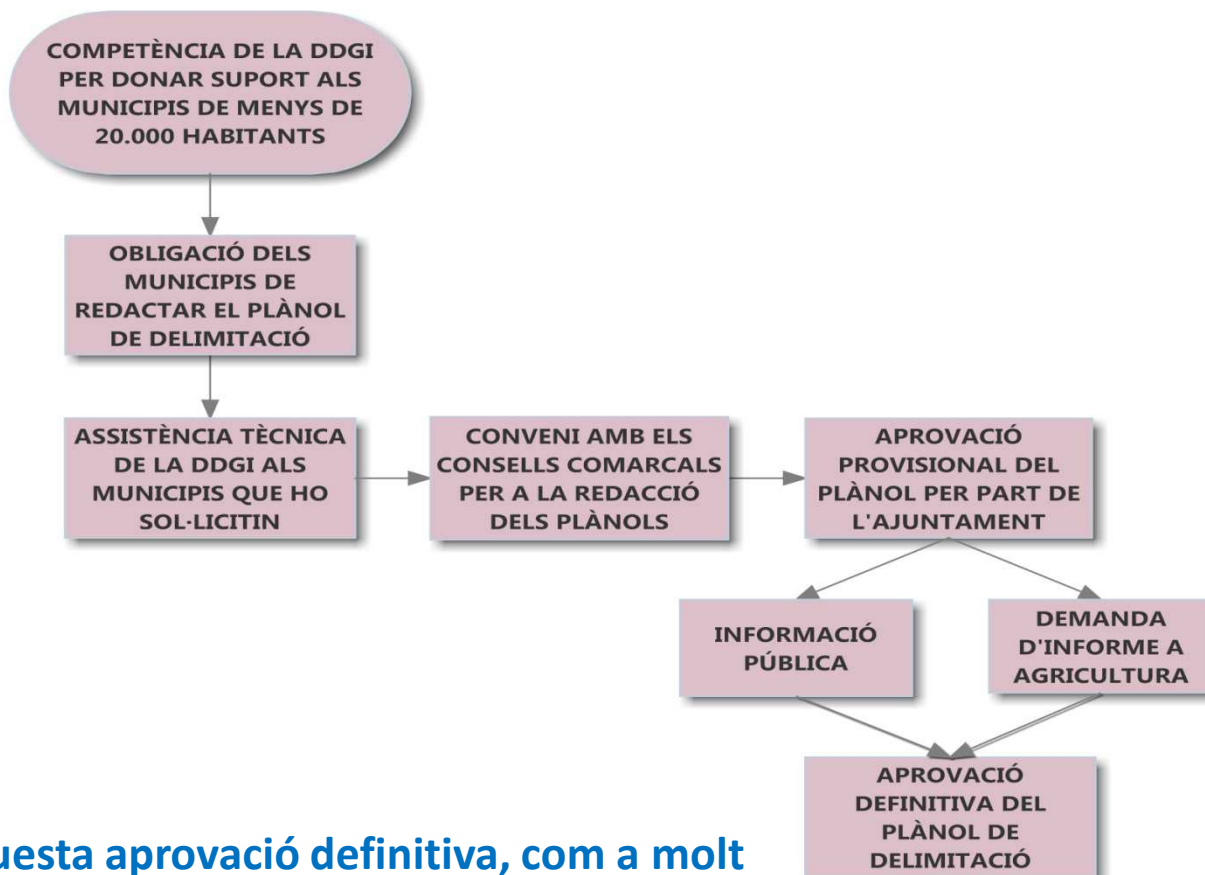 COMPETÈNCIA DE LA DDGI
PER DONAR SUPORT ALS
MUNICIPIS DE MENYS DE
20.000 HABITANTS
OBLIGACIÓ DELS
MUNICIPIS DE
REDACTAR EL PLÀNOL
DE DELIMITACIÓ
ASSISTÈNCIA TÈCNICA
DE LA DDGI ALS
MUNICIPIS QUE HO
SOL·LICITIN
CONVENI AMB ELS
CONSELLS COMARCALS
PER A LA REDACCIÓ
DELS PLÀNOLS
APROVACIÓ
PROVISIONAL DEL
PLÀNOL PER PART DE
L'AJUNTAMENT
INFORMACIÓ
PÚBLICA
DEMANDA
D'INFORME A
AGRICULTURA
APROVACIÓ
DEFINITIVA DEL
PLÀNOL DE
DELIMITACIÓ
aprovació definitiva, com a molt